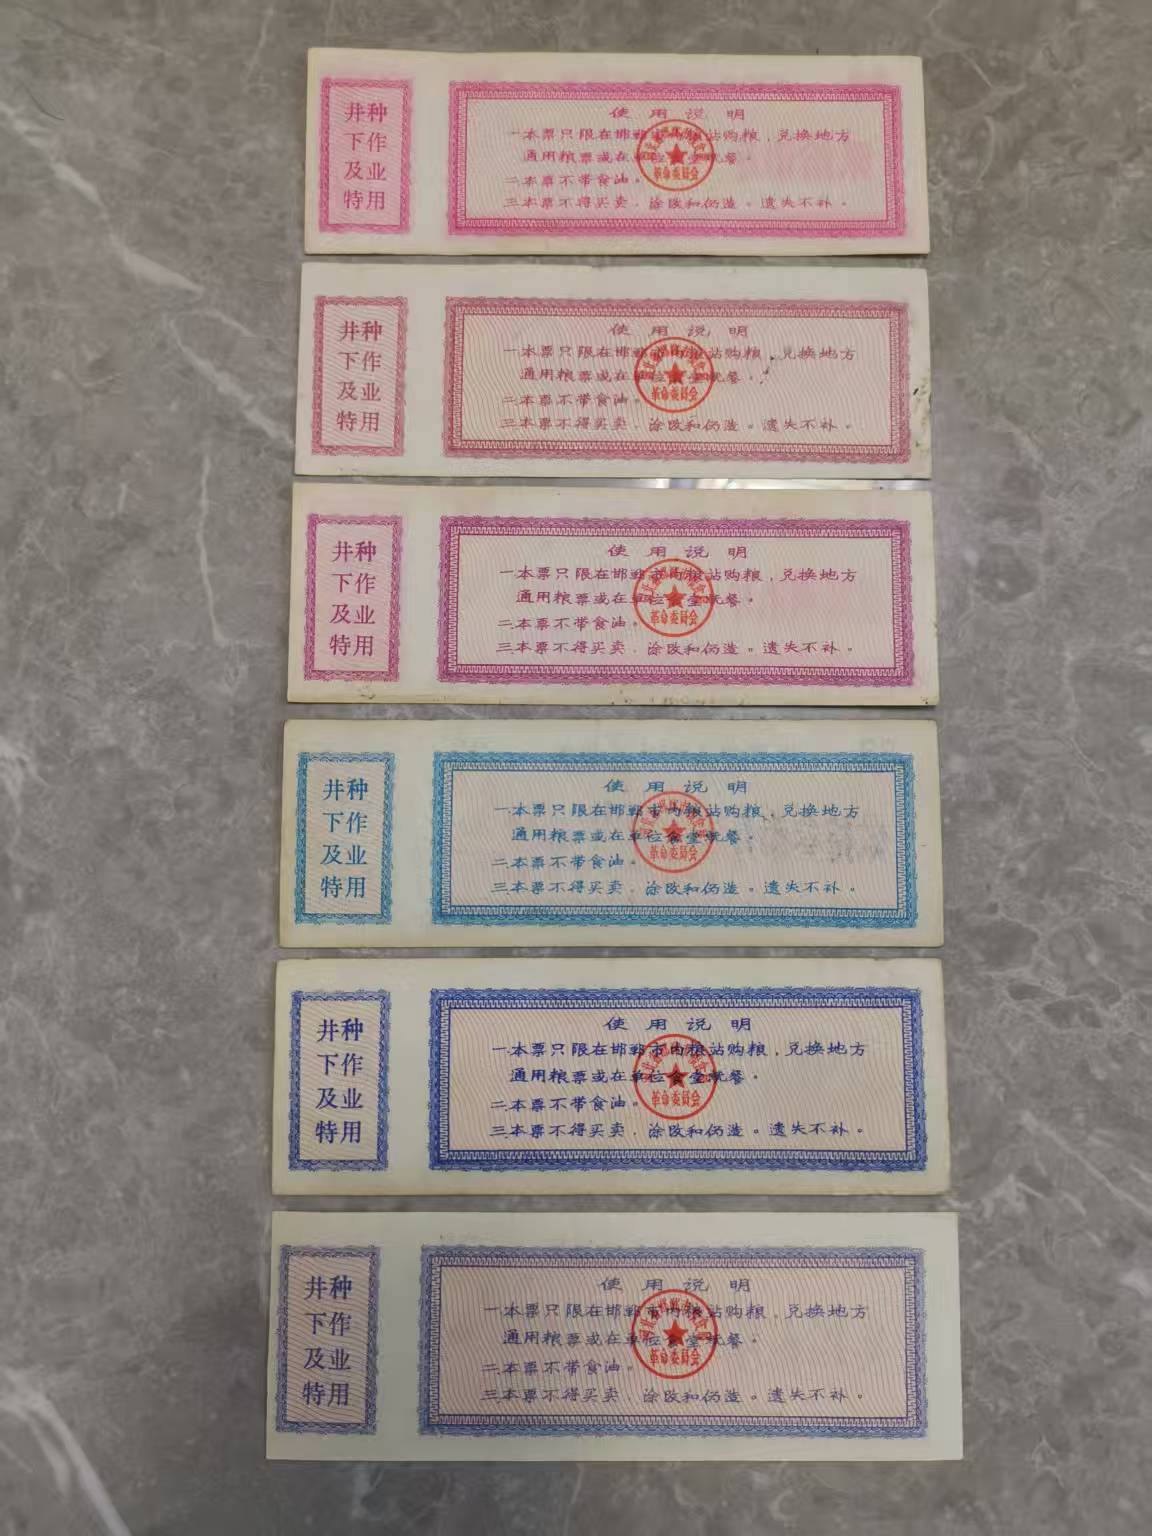 井下及特
种作业用
使用说明
一.本票只限在邯郸市内粮站购粮，兑换地方
通用粮票或在单位食堂就餐。
二.本票不带食油。
三.本票不得买卖、涂改和伪造。遗失不补。
革命委员会
井下及特
种作业用
使用说明
一.本票只限在邯郸市内粮站购粮，兑换地方
通用粮票或在单位食堂就餐。
二.本票不带食油。
三.本票不得买卖、涂改和伪造。遗失不补。
革命委员会
井下及特
种作业用
使用说明
一.本票只限在邯郸市内粮站购粮，兑换地方
通用粮票或在单位食堂就餐。
二.本票不带食油。
三.本票不得买卖、涂改和伪造。遗失不补。
革命委员会
井下及特
种作业用
使用说明
一.本票只限在邯郸市内粮站购粮，兑换地方
通用粮票或在单位食堂就餐。
二.本票不带食油。
三.本票不得买卖、涂改和伪造。遗失不补。
革命委员会
井下及特
种作业用
使用说明
一.本票只限在邯郸市内粮站购粮，兑换地方
通用粮票或在单位食堂就餐。
二.本票不带食油。
三.本票不得买卖、涂改和伪造。遗失不补。
革命委员会
井下及特
种作业用
使用说明
一.本票只限在邯郸市内粮站购粮，兑换地方
通用粮票或在单位食堂就餐。
二.本票不带食油。
三.本票不得买卖、涂改和伪造。遗失不补。
革命委员会